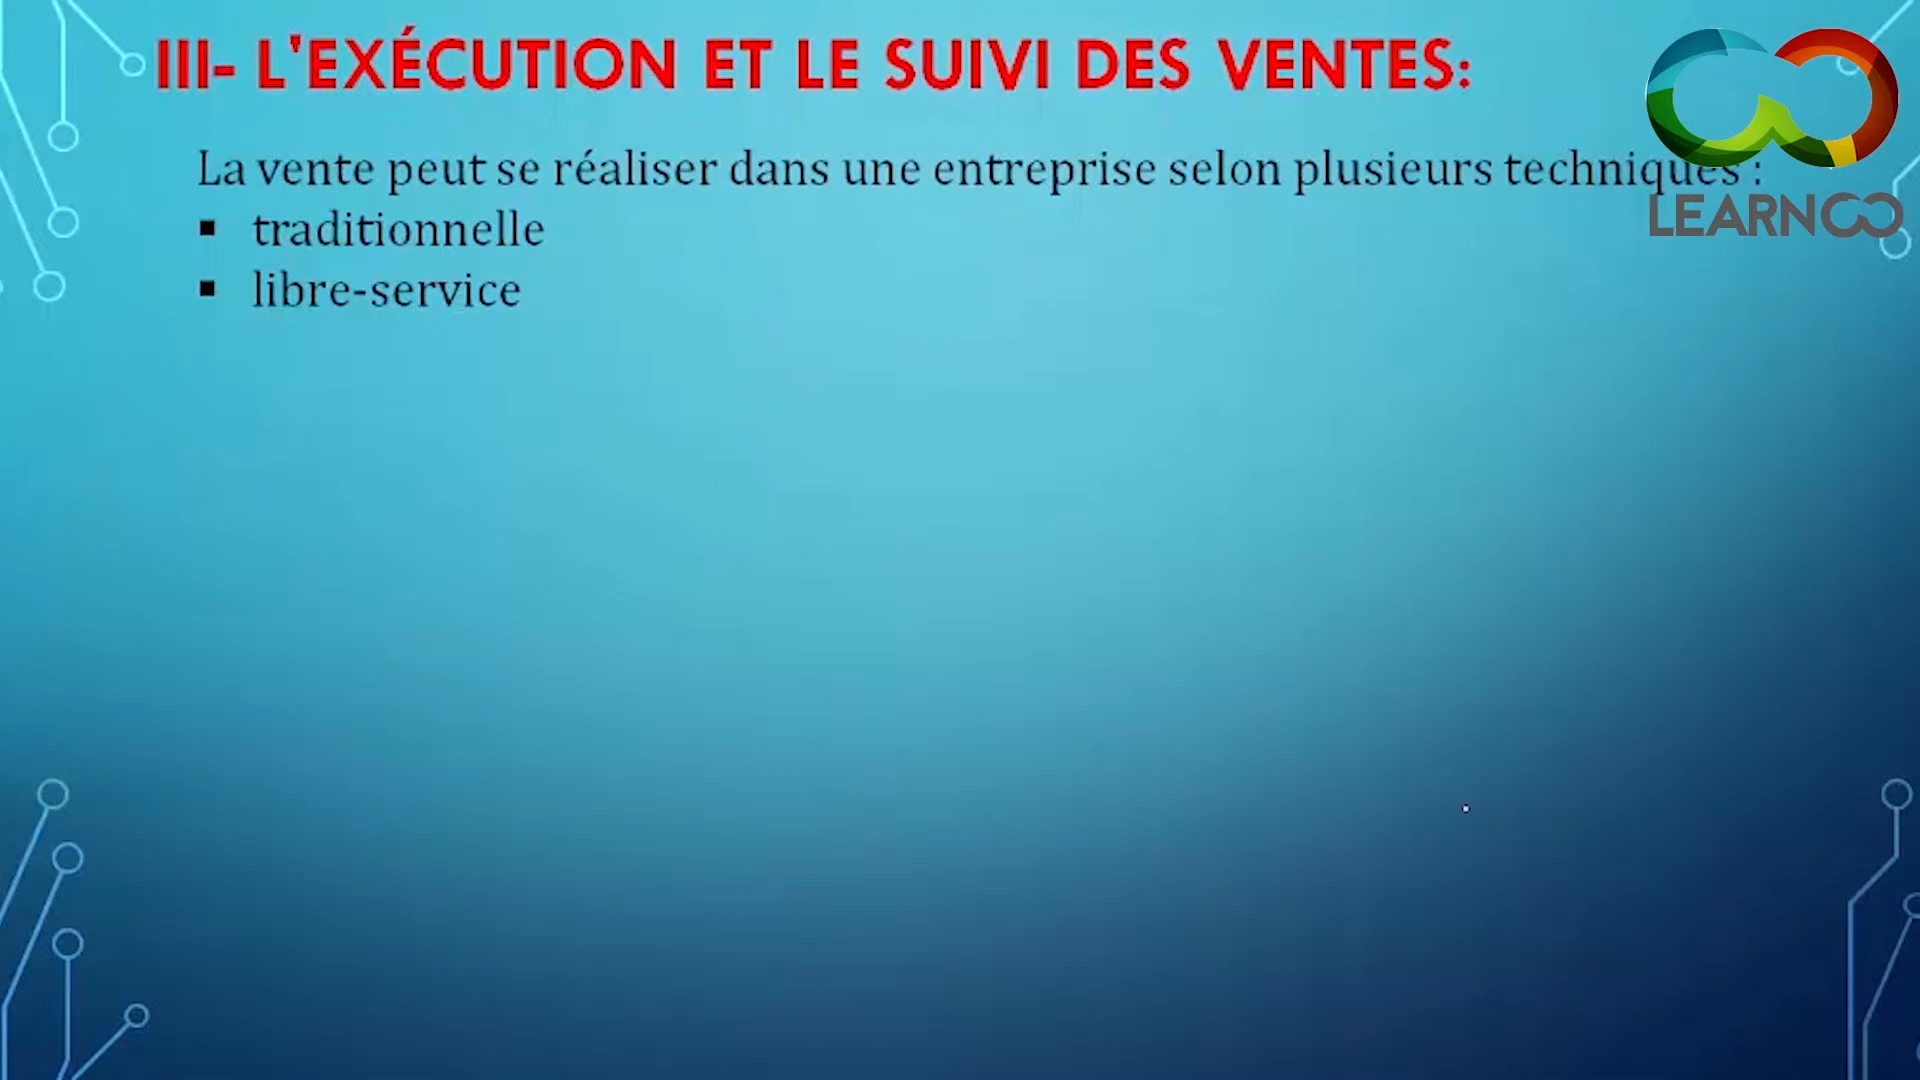 III- L'EXÉCUTION ET LE SUIVI DES VENTES:
La vente peut se réaliser dans une entreprise selon plusieurs techniques :
▪ traditionnelle
▪ libre-service
LEARNCO